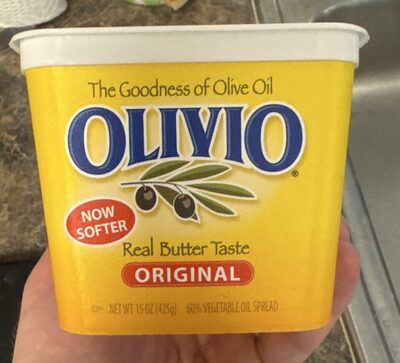 The Goodness of Olive Oil
OLIVIO®
NOW
SOFTER
Real Butter Taste
ORIGINAL
NET WT 15 OZ (425g) 60% VEGETABLE OIL SPREAD